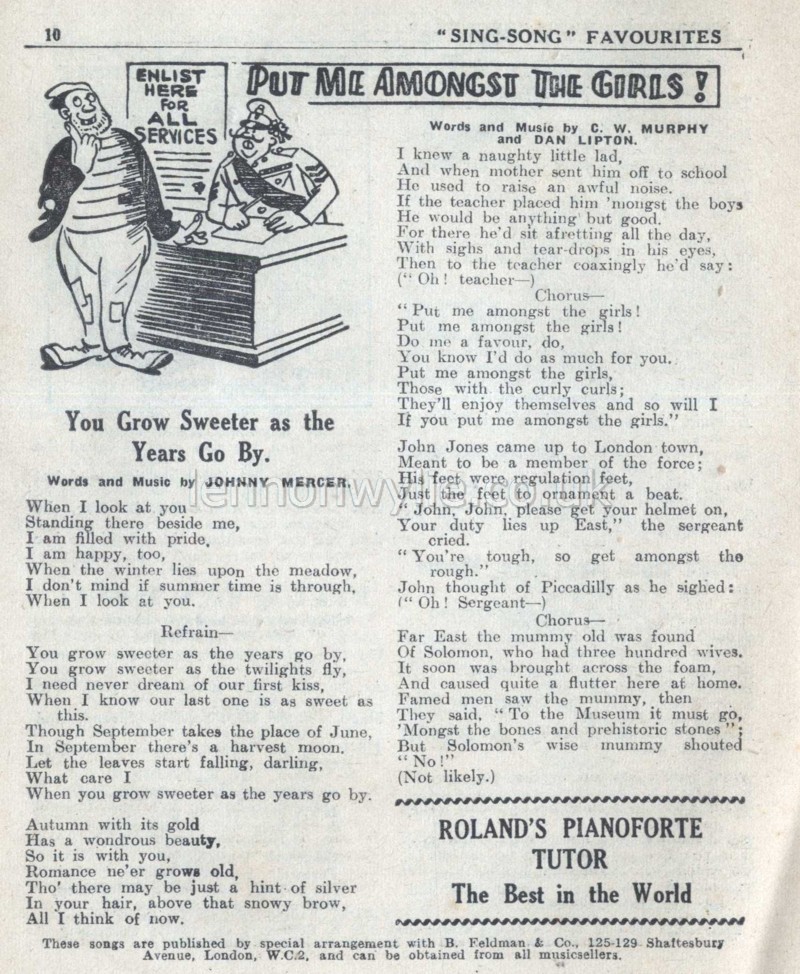 10
"SING-SONG" FAVOURITES
ENLIST
HERE
FOR
ALL
SERVICES
PUT ME AMONGST THE GIRLS!
Words and Music by C. W. MURPHY
and DAN LIPTON.
I knew a naughty little lad,
And when mother sent him off to school
He used to raise an awful noise.
If the teacher placed him 'mongst the boys
He would be anything but good.
For there he'd sit afretting all the day,
With sighs and tear-drops in his eyes,
Then to the teacher coaxingly he'd say:
(" Oh! teacher—)
Chorus—
" Put me amongst the girls!
Put me amongst the girls!
Do me a favour, do,
You know I'd do as much for you.
Put me amongst the girls,
Those with the curly curls;
They'll enjoy themselves and so will I
If you put me amongst the girls."
John Jones came up to London town,
Meant to be a member of the force;
His feet were regulation feet,
Just the feet to ornament a beat.
" John, John, please get your helmet on,
Your duty lies up East," the sergeant
cried.
" You're tough, so get amongst the
rough."
John thought of Piccadilly as he sighed:
(" Oh! Sergeant—)
Chorus—
Far East the mummy old was found
Of Solomon, who had three hundred wives.
It soon was brought across the foam,
And caused quite a flutter here at home.
Famed men saw the mummy, then
They said, " To the Museum it must go,
'Mongst the bones and prehistoric stones";
But Solomon's wise mummy shouted
" No!"
(Not likely.)
You Grow Sweeter as the
Years Go By.
Words and Music by JOHNNY MERCER.
When I look at you
Standing there beside me,
I am filled with pride,
I am happy, too,
When the winter lies upon the meadow,
I don't mind if summer time is through,
When I look at you.
Refrain—
You grow sweeter as the years go by,
You grow sweeter as the twilights fly,
I need never dream of our first kiss,
When I know our last one is as sweet as
this.
Though September takes the place of June,
In September there's a harvest moon.
Let the leaves start falling, darling,
What care I
When you grow sweeter as the years go by.
Autumn with its gold
Has a wondrous beauty,
So it is with you,
Romance ne'er grows old,
Tho' there may be just a hint of silver
In your hair, above that snowy brow,
All I think of now.
ROLAND'S PIANOFORTE
TUTOR
The Best in the World
These songs are published by special arrangement with B. Feldman & Co., 125-129 Shaftesbury
Avenue, London, W.C.2, and can be obtained from all musicsellers.
lennonwylie.co.uk